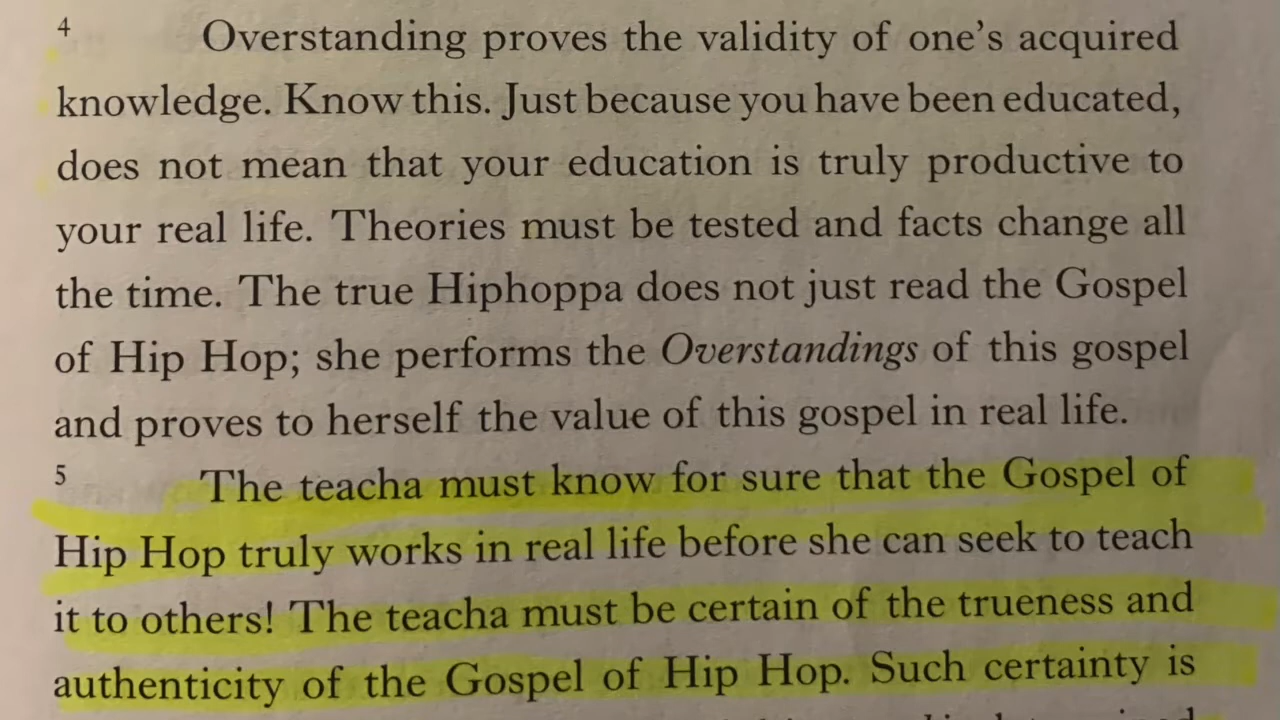 4 Overstanding proves the validity of one's acquired
knowledge. Know this. Just because you have been educated,
does not mean that your education is truly productive to
your real life. Theories must be tested and facts change all
the time. The true Hiphoppa does not just read the Gospel
of Hip Hop; she performs the Overstandings of this gospel
and proves to herself the value of this gospel in real life.
5 The teacha must know for sure that the Gospel of
Hip Hop truly works in real life before she can seek to teach
it to others! The teacha must be certain of the trueness and
authenticity of the Gospel of Hip Hop. Such certainty is